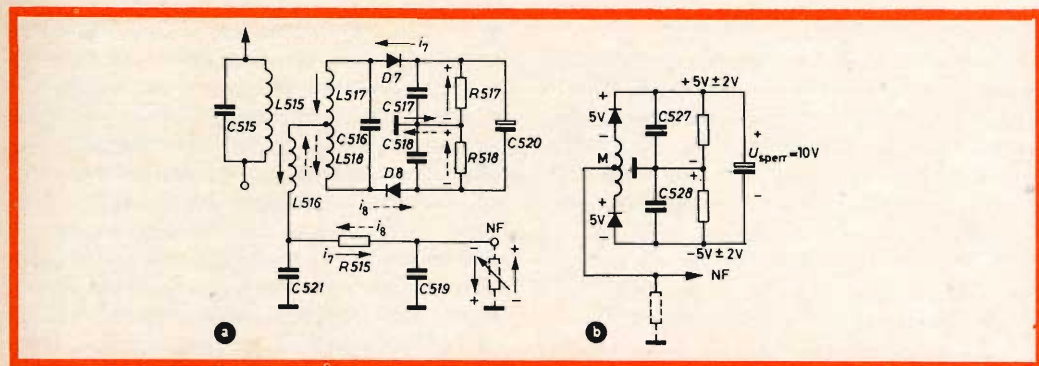 i7
D7
L517
R517
L515
C517
C515
C516
C518
C520
L518
R518
D8
i8
L516
i8
NF
i7
R515
C521
C519
a
+5V±2V
5V
C527
M
Usperr=10V
C528
5V
−5V±2V
NF
b
+
−
+
−
+
−
−
+
+
−
+
−
+
−
−
+
+
−